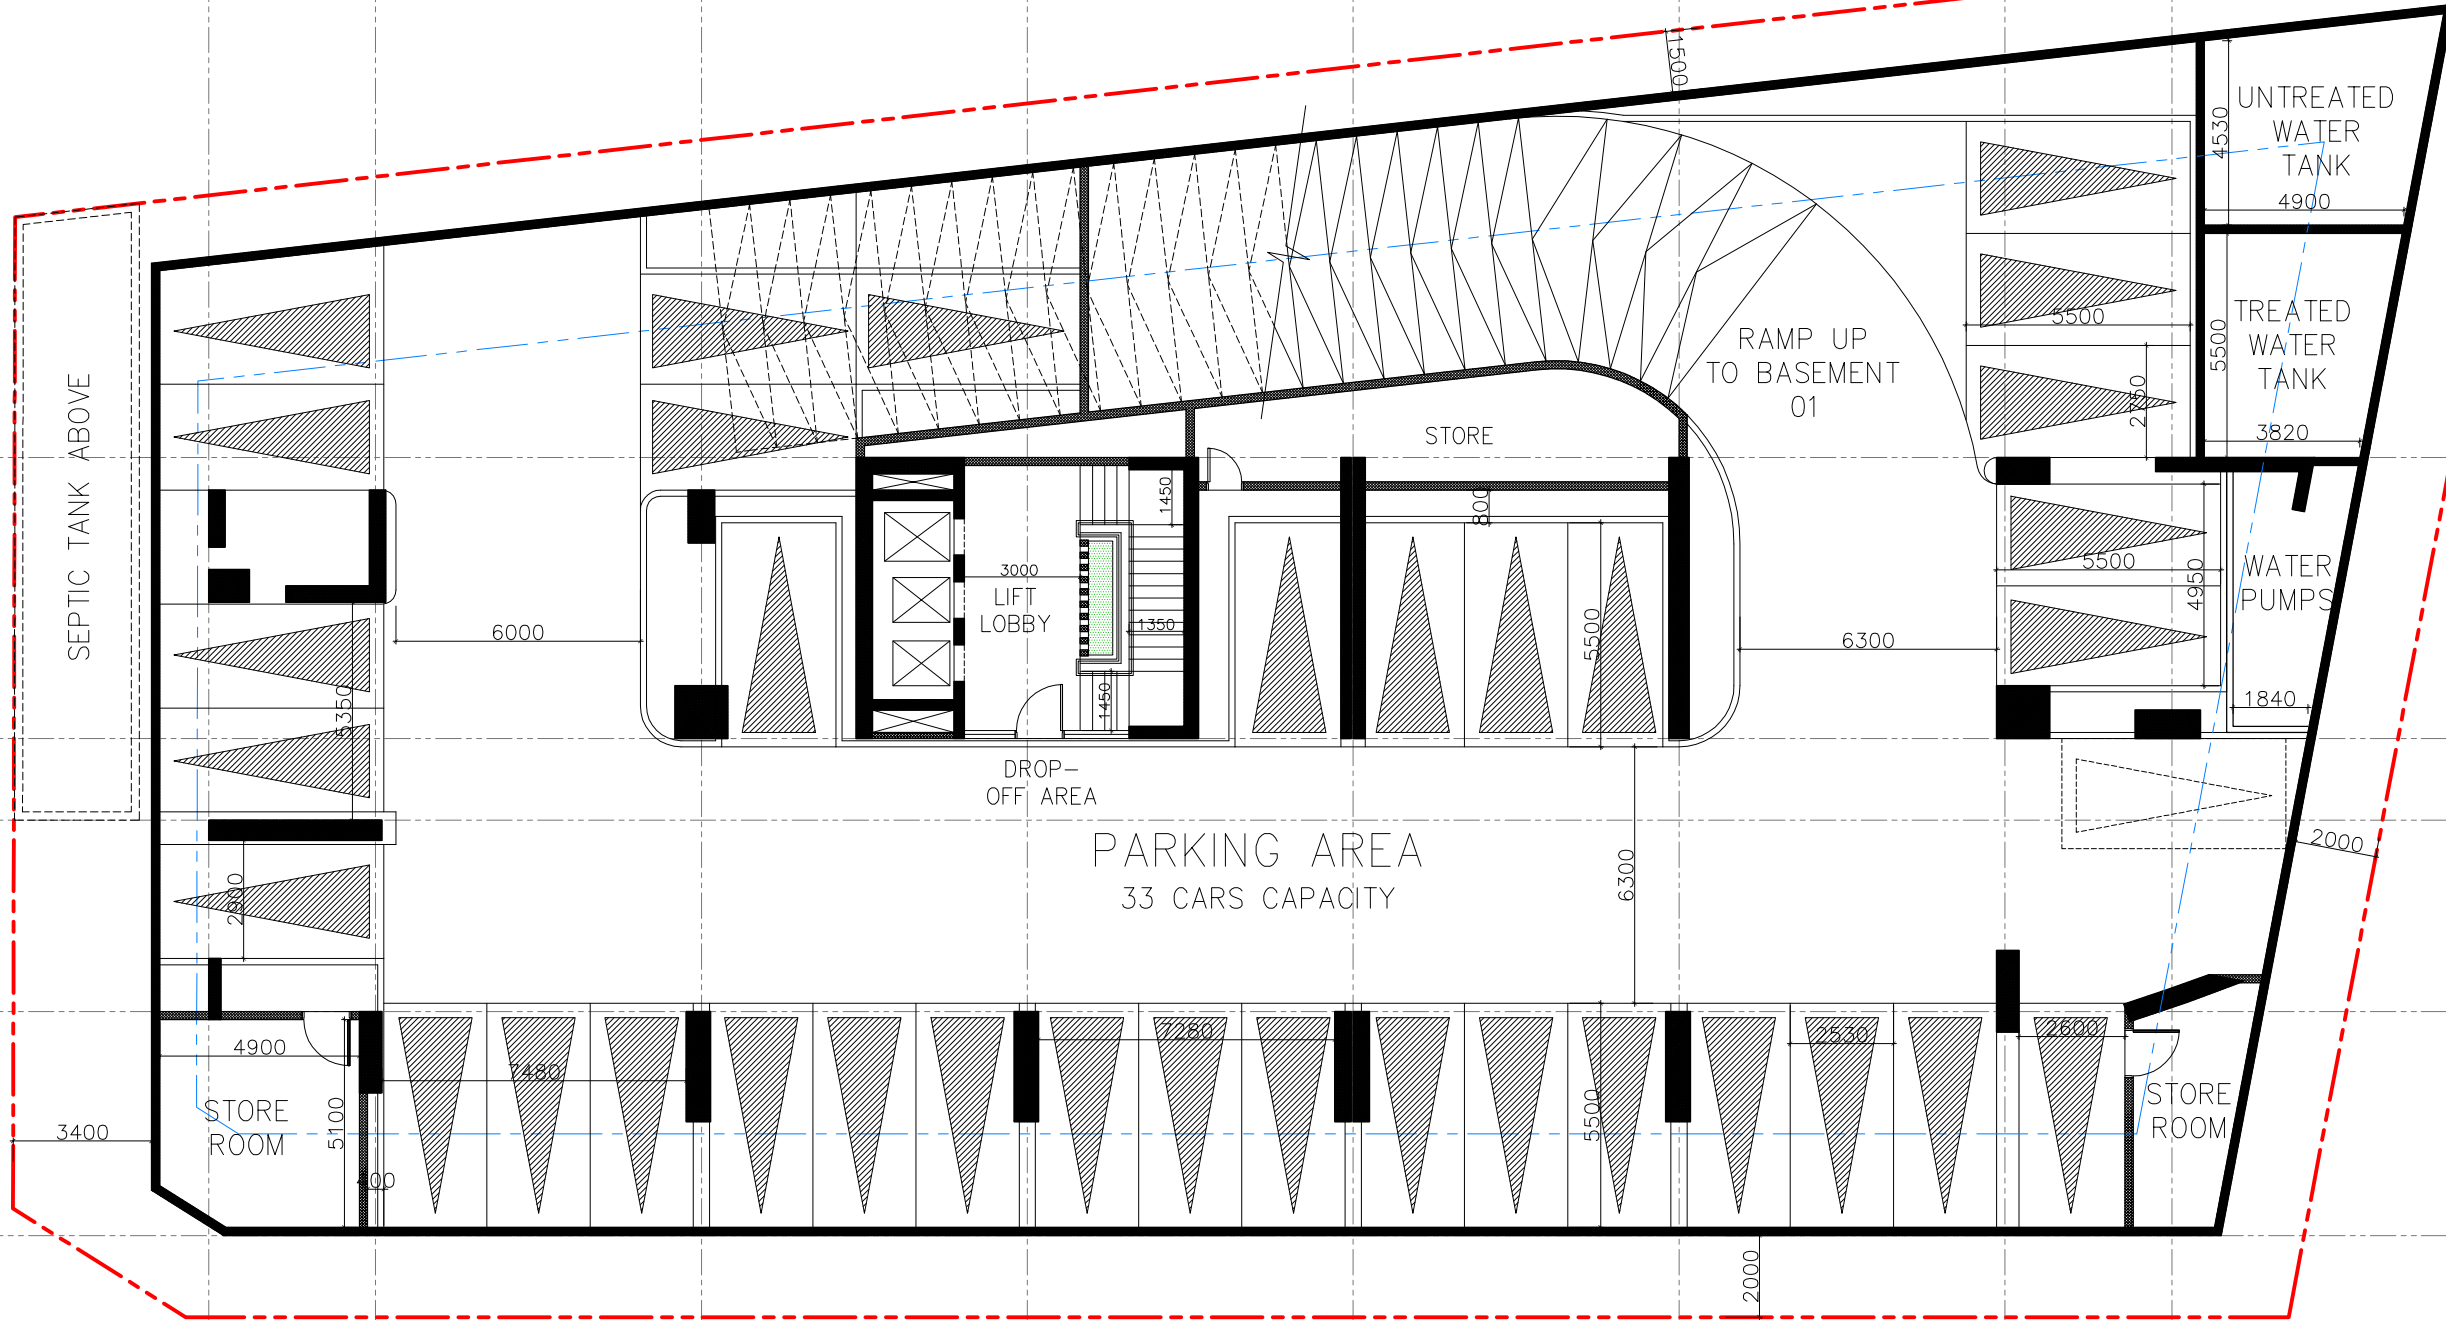 1500
UNTREATED
WATER
TANK
4530
4900
TREATED
WATER
TANK
5500
5500
2750
3820
RAMP UP
TO BASEMENT
01
STORE
SEPTIC TANK ABOVE
1450
800
3000
LIFT
LOBBY
1350
1450
6000
5350
5500
6300
5500
4950
WATER
PUMPS
1840
DROP-
OFF AREA
PARKING AREA
33 CARS CAPACITY
6300
2000
2900
4900
7480
7280
2530
2600
STORE
ROOM
5100
400
3400
5500
STORE
ROOM
2000